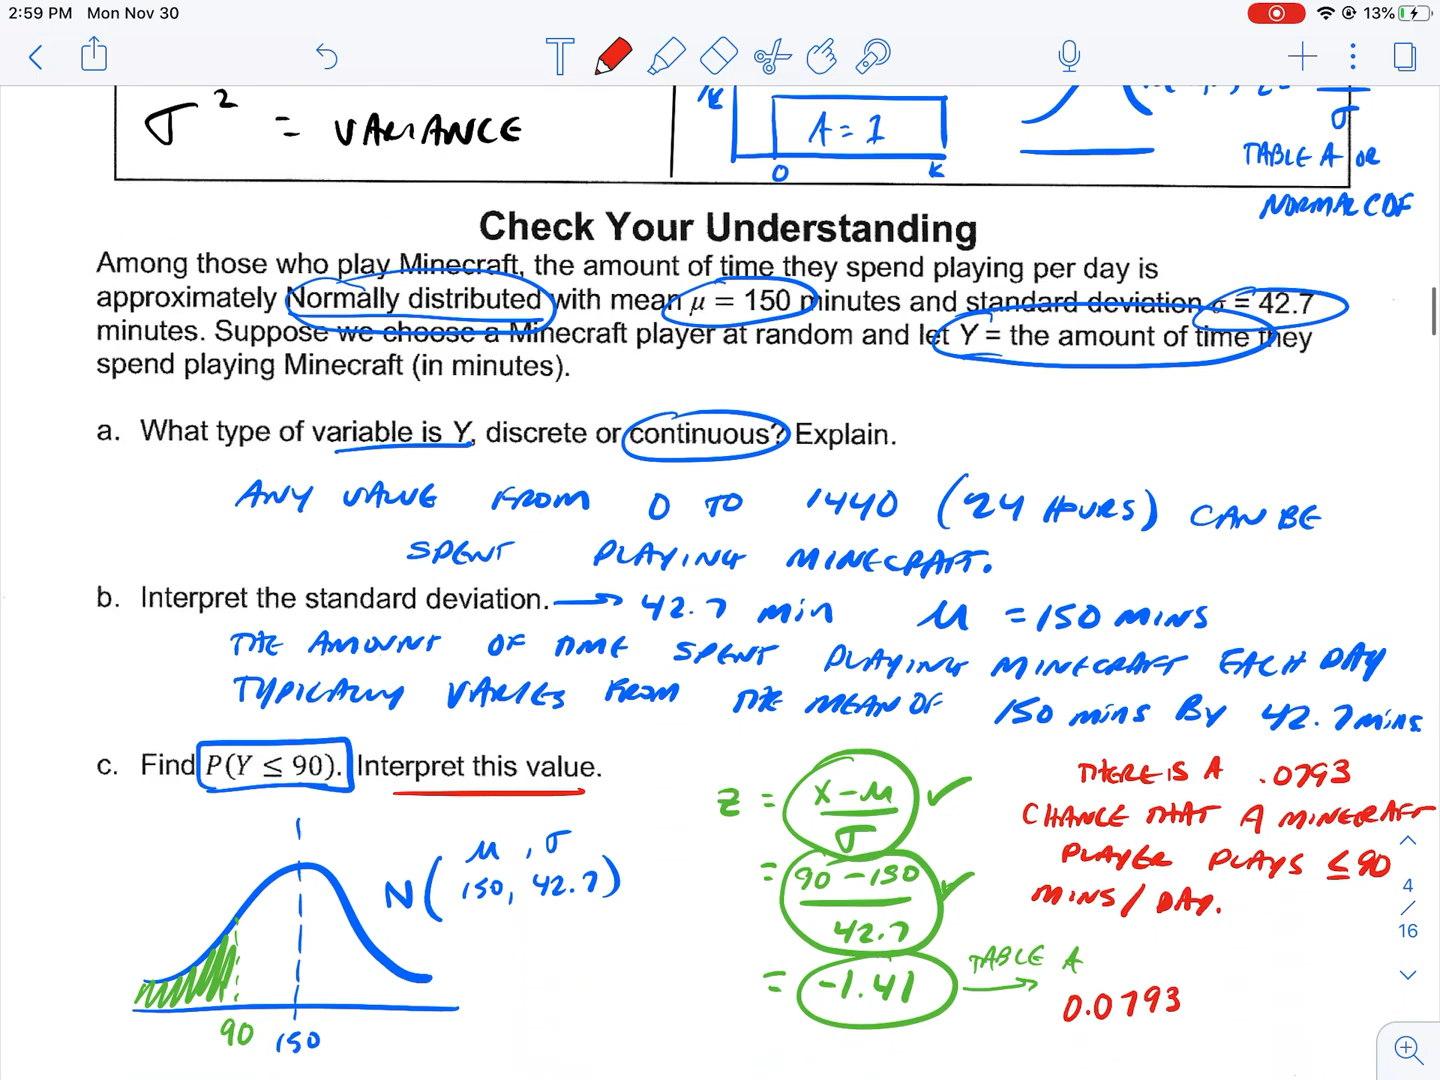 2:59 PM Mon Nov 30
13%
T
σ² = VARIANCE
A = 1
0 K
σ
TABLE A OR
NORMALCDF
Check Your Understanding
Among those who play Minecraft, the amount of time they spend playing per day is
approximately Normally distributed with mean μ = 150 minutes and standard deviation σ = 42.7
minutes. Suppose we choose a Minecraft player at random and let Y = the amount of time they
spend playing Minecraft (in minutes).
a. What type of variable is Y, discrete or continuous? Explain.
ANY VALUE FROM 0 TO 1440 (24 HOURS) CAN BE
SPENT PLAYING MINECRAFT.
b. Interpret the standard deviation. → 42.7 min μ = 150 MINS
THE AMOUNT OF TIME SPENT PLAYING MINECRAFT EACH DAY
TYPICALLY VARIES FROM THE MEAN OF 150 MINS BY 42.7 MINS.
c. Find P(Y ≤ 90). Interpret this value.
μ, σ
N(150, 42.7)
90 150
Z = X-μ / σ ✓
= 90-150 / 42.7 ✓
= -1.41 TABLE A →
0.0793
THERE IS A .0793
CHANCE THAT A MINECRAFT
PLAYER PLAYS ≤90
MINS/DAY.
4
/
16